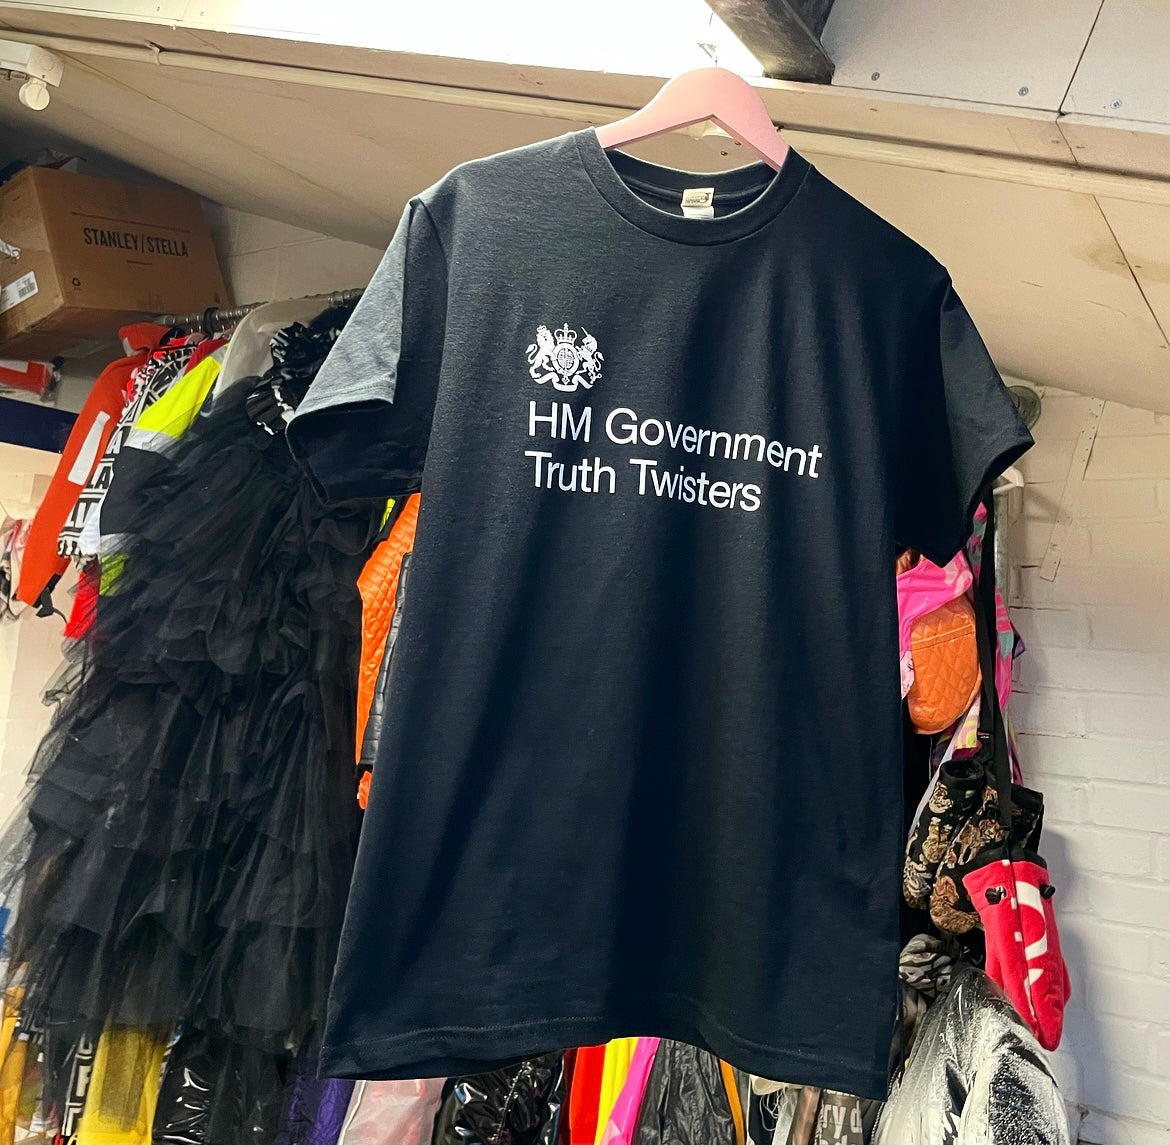 STANLEY/STELLA
HM Government
Truth Twisters